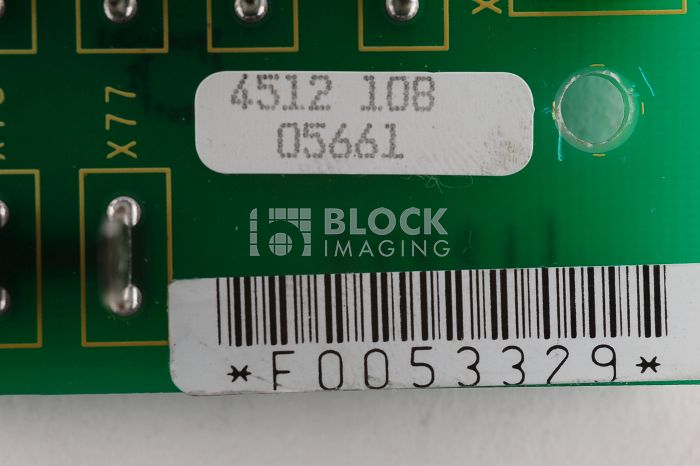 4512 108
05661
X77
BLOCK
IMAGING
*F0053329*